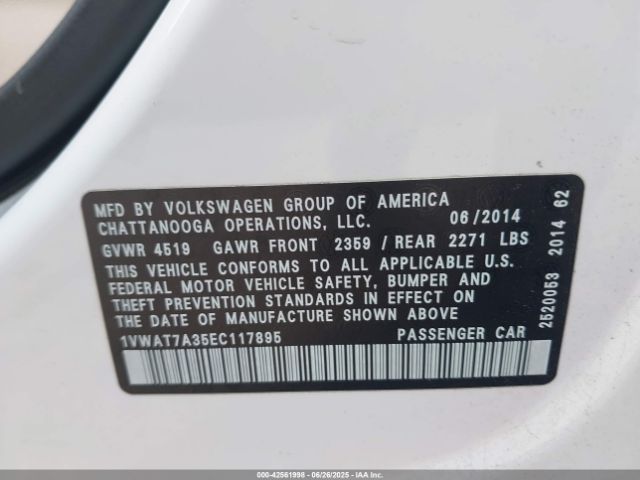 MFD BY VOLKSWAGEN GROUP OF AMERICA
CHATTANOOGA OPERATIONS, LLC. 06/2014
GVWR 4519 GAWR FRONT 2359 / REAR 2271 LBS
THIS VEHICLE CONFORMS TO ALL APPLICABLE U.S.
FEDERAL MOTOR VEHICLE SAFETY, BUMPER AND
THEFT PREVENTION STANDARDS IN EFFECT ON
THE DATE OF MANUFACTURE SHOWN ABOVE
1VWAT7A35EC117895 PASSENGER CAR
2520053 2014 62
000-42561998 - 06/26/2025 - IAAI.com